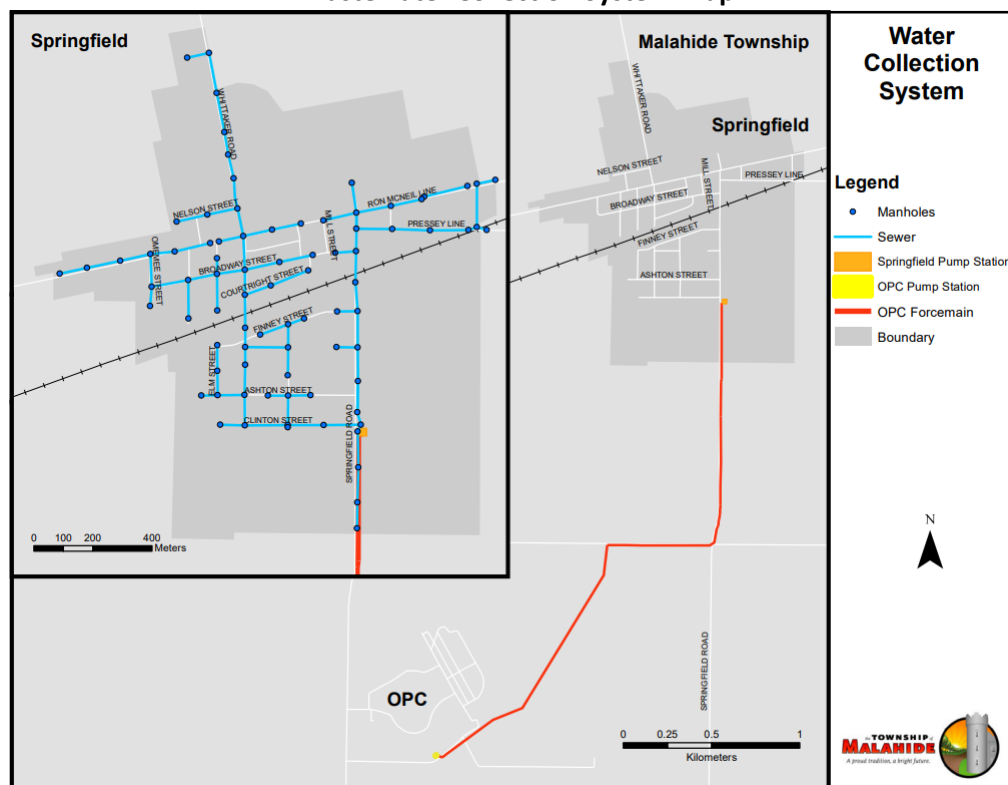 Springfield
WHITTAKER ROAD
NELSON STREET
RON MCNEIL LINE
MILL STREET
PRESSEY LINE
OMEMEE STREET
BROADWAY STREET
COURTRIGHT STREET
FINNEY STREET
ELM STREET
ASHTON STREET
CLINTON STREET
SPRINGFIELD ROAD
0 100 200 400
Meters
Malahide Township
Springfield
WHITTAKER ROAD
NELSON STREET
MILL STREET
PRESSEY LINE
BROADWAY STREET
FINNEY STREET
ASHTON STREET
SPRINGFIELD ROAD
OPC
0 0.25 0.5 1
Kilometers
Water
Collection
System
Legend
Manholes
Sewer
Springfield Pump Station
OPC Pump Station
OPC Forcemain
Boundary
N
TOWNSHIP
MALAHIDE
A proud tradition, a bright future.